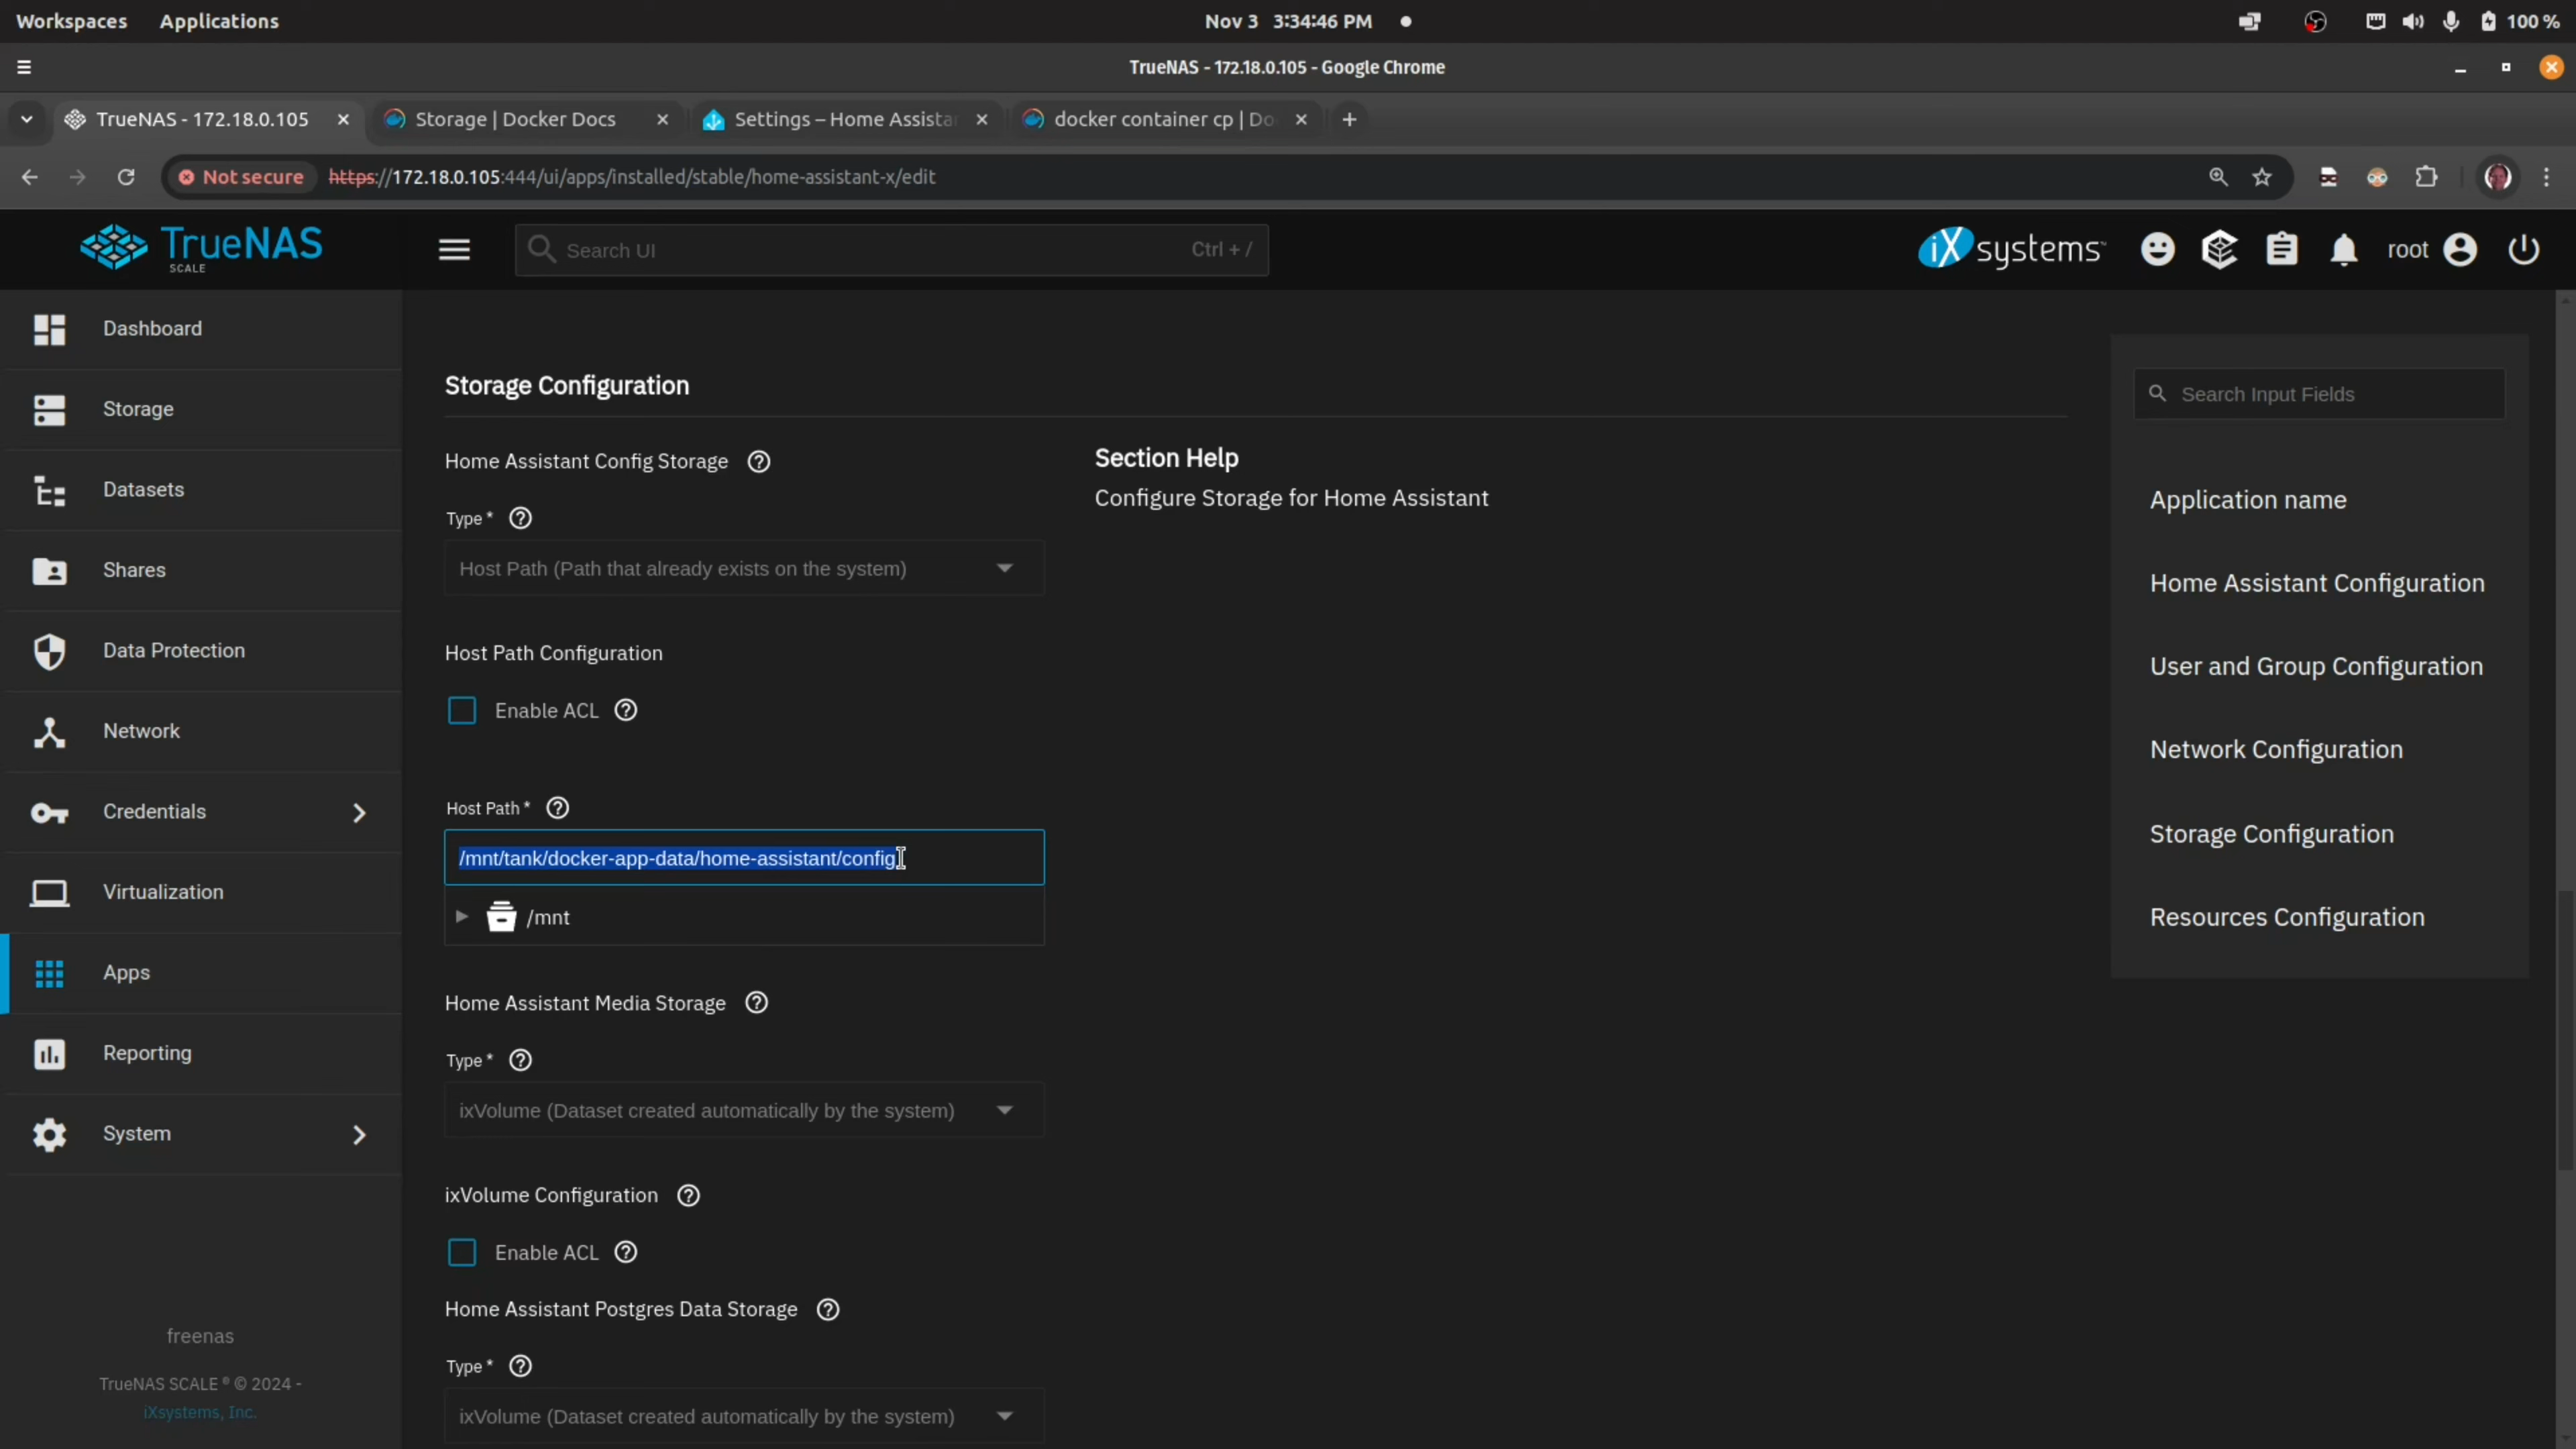 Workspaces
Applications
Nov 3 3:34:46 PM
100 %
TrueNAS - 172.18.0.105 - Google Chrome
TrueNAS - 172.18.0.105
Storage | Docker Docs
Settings – Home Assista
docker container cp | Do
Not secure
https://172.18.0.105:444/ui/apps/installed/stable/home-assistant-x/edit
TrueNAS
SCALE
Search UI
Ctrl + /
iXsystems
root
Dashboard
Storage
Datasets
Shares
Data Protection
Network
Credentials
Virtualization
Apps
Reporting
System
freenas
TrueNAS SCALE ® © 2024 -
iXsystems, Inc.
Storage Configuration
Home Assistant Config Storage
Type *
Host Path (Path that already exists on the system)
Host Path Configuration
Enable ACL
Host Path *
/mnt/tank/docker-app-data/home-assistant/config
/mnt
Home Assistant Media Storage
Type *
ixVolume (Dataset created automatically by the system)
ixVolume Configuration
Enable ACL
Home Assistant Postgres Data Storage
Type *
ixVolume (Dataset created automatically by the system)
Section Help
Configure Storage for Home Assistant
Search Input Fields
Application name
Home Assistant Configuration
User and Group Configuration
Network Configuration
Storage Configuration
Resources Configuration